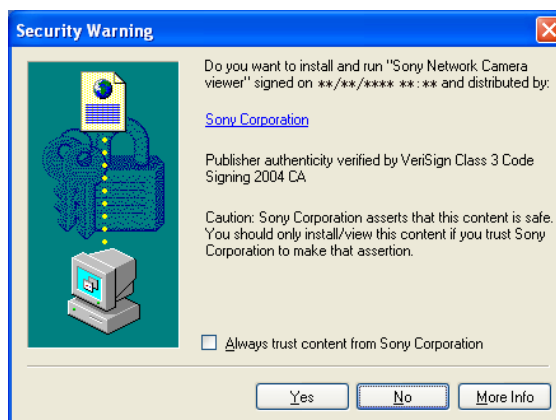 Security Warning
Do you want to install and run "Sony Network Camera
viewer" signed on **/**/**** **:** and distributed by:
Sony Corporation
Publisher authenticity verified by VeriSign Class 3 Code
Signing 2004 CA
Caution: Sony Corporation asserts that this content is safe.
You should only install/view this content if you trust Sony
Corporation to make that assertion.
Always trust content from Sony Corporation
Yes
No
More Info